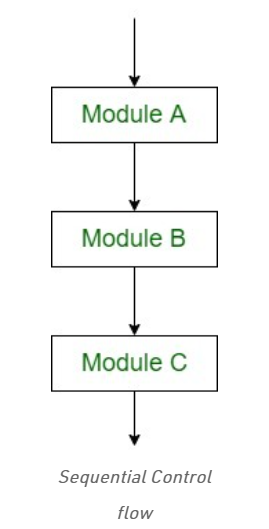 Module A
Module B
Module C
Sequential Control
flow